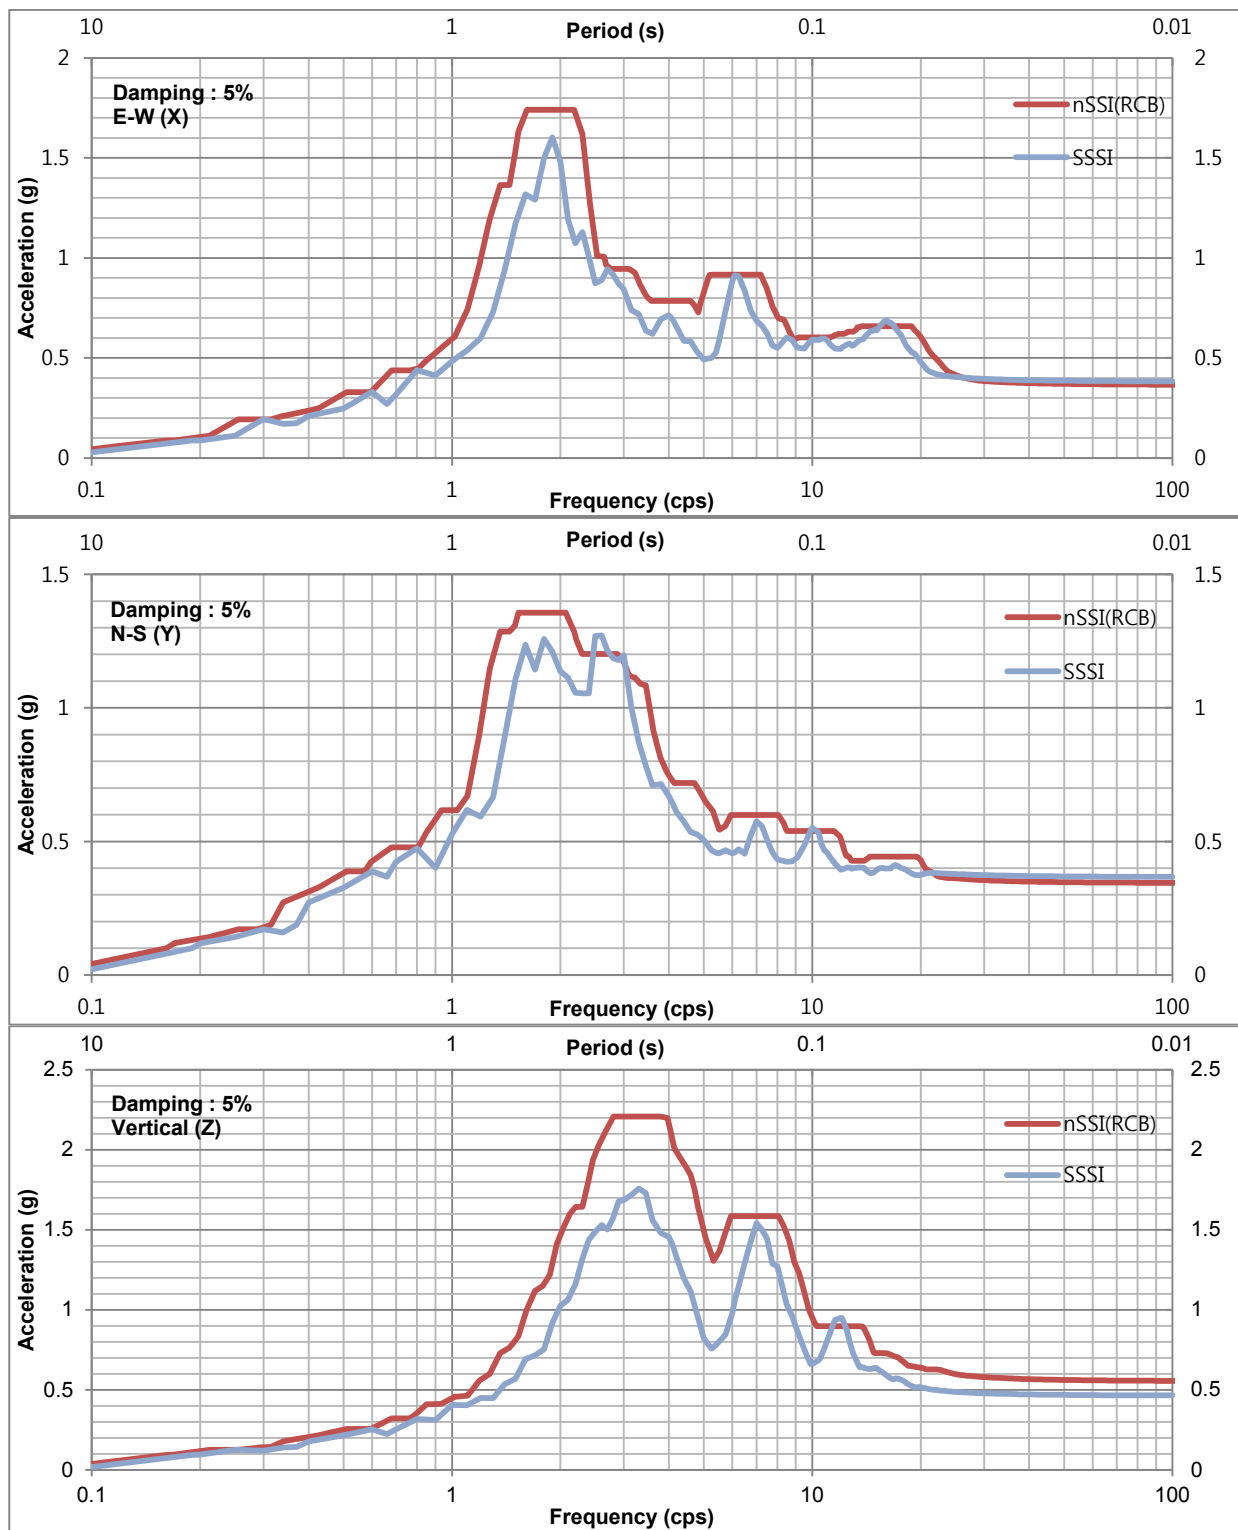 10 1 Period (s) 0.1 0.01
2 2
Damping : 5%
E-W (X)
nSSI(RCB)
SSSI
1.5 1.5
Acceleration (g)
1 1
0.5 0.5
0 0
0.1 1 10 100
Frequency (cps)
10 1 Period (s) 0.1 0.01
1.5 1.5
Damping : 5%
N-S (Y)
nSSI(RCB)
SSSI
Acceleration (g)
1 1
0.5 0.5
0 0
0.1 1 10 100
Frequency (cps)
10 1 Period (s) 0.1 0.01
2.5 2.5
Damping : 5%
Vertical (Z)
nSSI(RCB)
SSSI
2 2
Acceleration (g)
1.5 1.5
1 1
0.5 0.5
0 0
0.1 1 10 100
Frequency (cps)